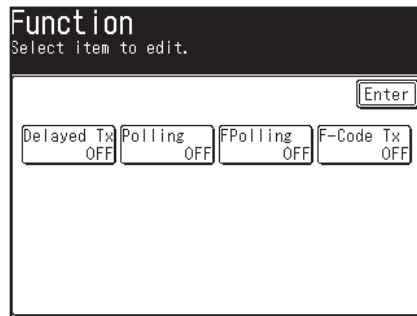 Function
Select item to edit.
Enter
Delayed Tx Polling FPolling F-Code Tx
OFF OFF OFF OFF